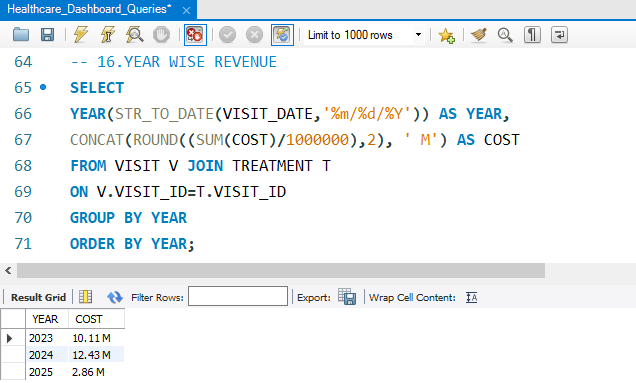 Healthcare_Dashboard_Queries*
Limit to 1000 rows
64 -- 16.YEAR WISE REVENUE
65 SELECT
66 YEAR(STR_TO_DATE(VISIT_DATE,'%m/%d/%Y')) AS YEAR,
67 CONCAT(ROUND((SUM(COST)/1000000),2), ' M') AS COST
68 FROM VISIT V JOIN TREATMENT T
69 ON V.VISIT_ID=T.VISIT_ID
70 GROUP BY YEAR
71 ORDER BY YEAR;
Result Grid Filter Rows: Export: Wrap Cell Content:
YEAR COST
2023 10.11 M
2024 12.43 M
2025 2.86 M